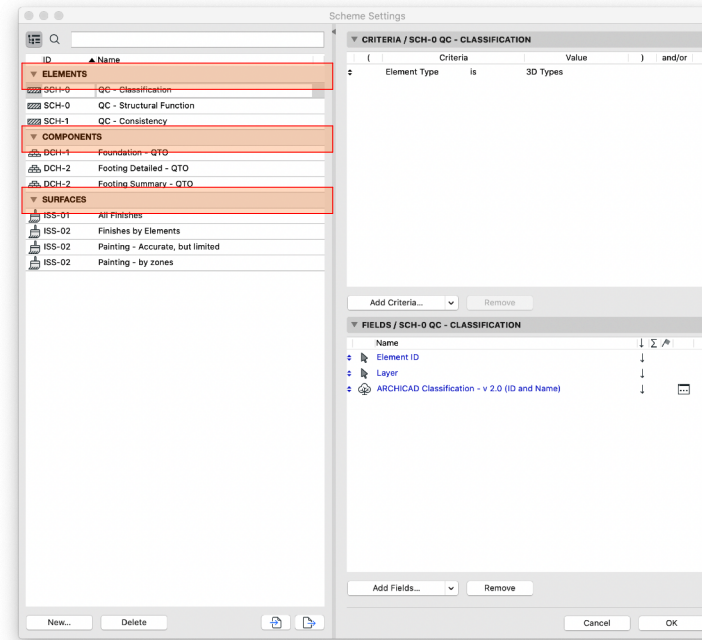 Scheme Settings
ID Name
ELEMENTS
SCH-0 QC - Classification
SCH-0 QC - Structural Function
SCH-1 QC - Consistency
COMPONENTS
DCH-1 Foundation - QTO
DCH-2 Footing Detailed - QTO
DCH-2 Footing Summary - QTO
SURFACES
ISS-01 All Finishes
ISS-02 Finishes by Elements
ISS-02 Painting - Accurate, but limited
ISS-02 Painting - by zones
New... Delete
CRITERIA / SCH-0 QC - CLASSIFICATION
( Criteria Value ) and/or
Element Type is 3D Types
Add Criteria... Remove
FIELDS / SCH-0 QC - CLASSIFICATION
Name ↓ Σ
Element ID ↓
Layer ↓
ARCHICAD Classification - v 2.0 (ID and Name) ↓
Add Fields... Remove
Cancel OK